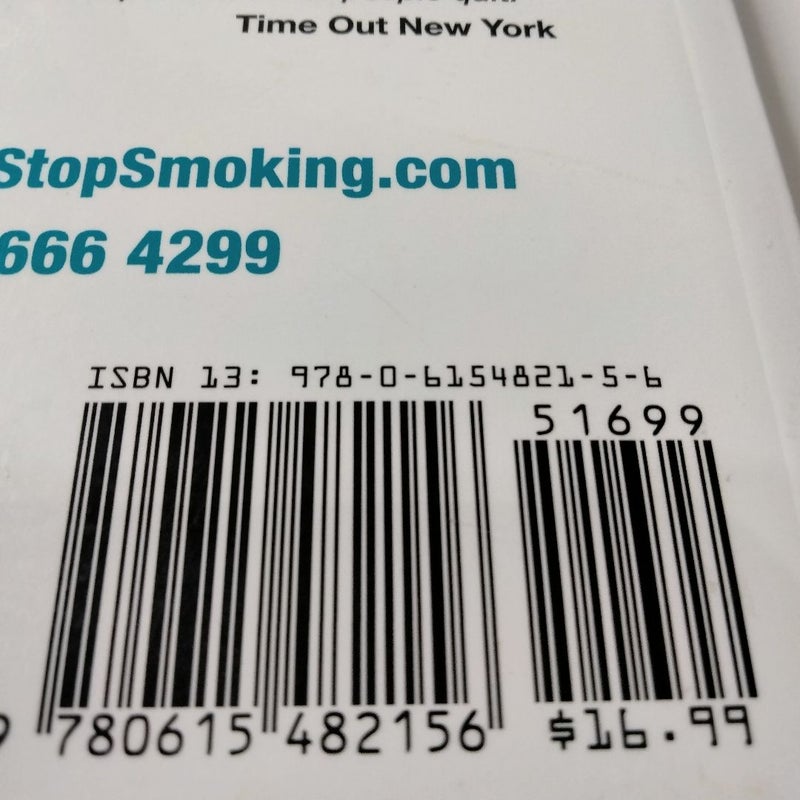 Time Out New York
StopSmoking.com
666 4299
ISBN 13: 978-0-6154821-5-6
51699
9 780615 482156
$16.99